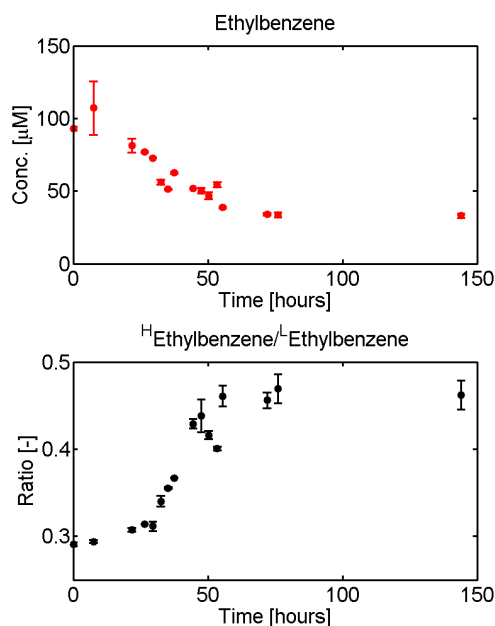 Ethylbenzene
150
100
50
0
Conc. [μM]
0 50 100 150
Time [hours]
ᴴEthylbenzene/ᴸEthylbenzene
0.5
0.4
0.3
Ratio [-]
0 50 100 150
Time [hours]